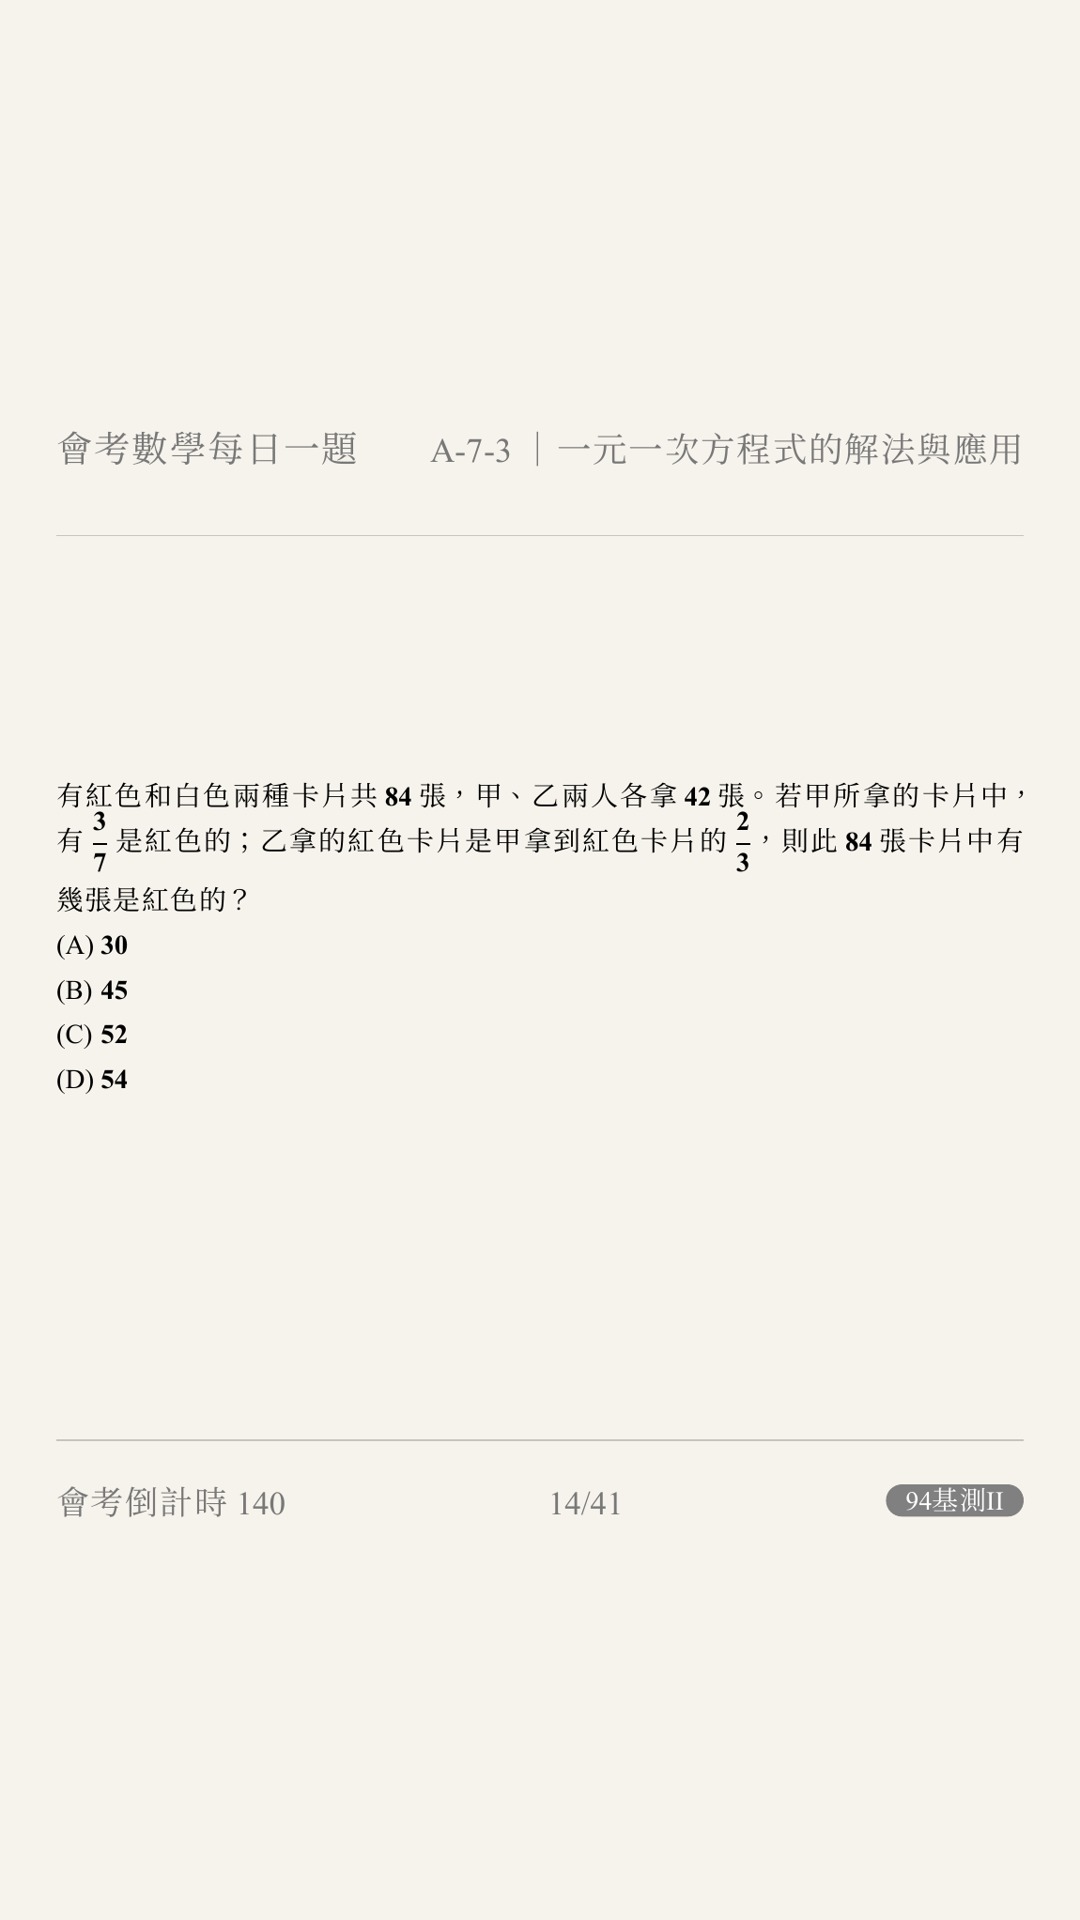 會考數學每日一題 A-7-3｜一元一次方程式的解法與應用
有紅色和白色兩種卡片共 84 張，甲、乙兩人各拿 42 張。若甲所拿的卡片中，
有 3/7 是紅色的；乙拿的紅色卡片是甲拿到紅色卡片的 2/3，則此 84 張卡片中有
幾張是紅色的？
(A) 30
(B) 45
(C) 52
(D) 54
會考倒計時 140 14/41 94基測II